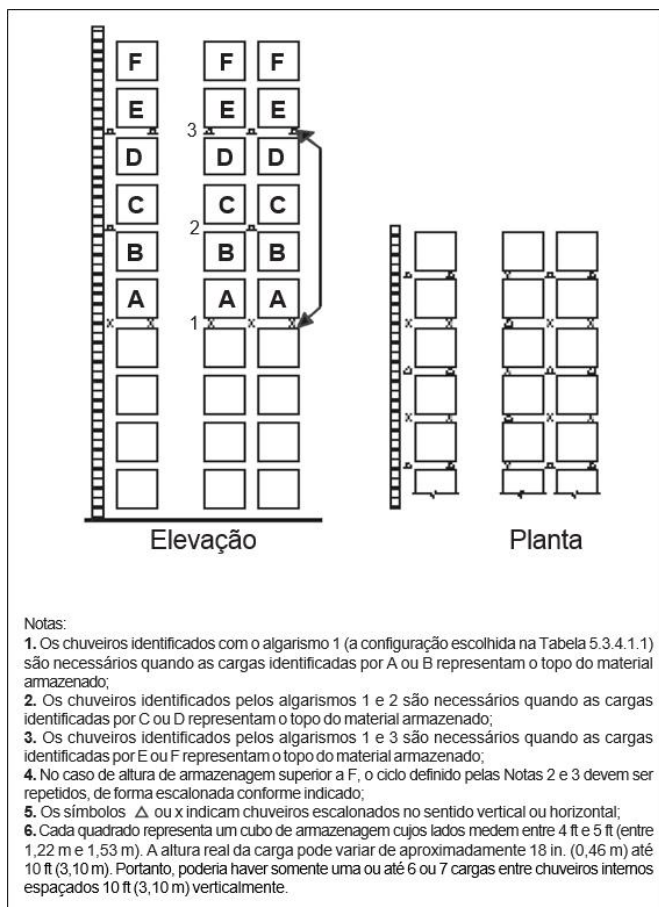 F F F
E E E
3
D D D
C C C
2
B B B
A A A
1
Elevação Planta
Notas:
1. Os chuveiros identificados com o algarismo 1 (a configuração escolhida na Tabela 5.3.4.1.1)
são necessários quando as cargas identificadas por A ou B representam o topo do material
armazenado;
2. Os chuveiros identificados pelos algarismos 1 e 2 são necessários quando as cargas
identificadas por C ou D representam o topo do material armazenado;
3. Os chuveiros identificados pelos algarismos 1 e 3 são necessários quando as cargas
identificadas por E ou F representam o topo do material armazenado;
4. No caso de altura de armazenagem superior a F, o ciclo definido pelas Notas 2 e 3 devem ser
repetidos, de forma escalonada conforme indicado;
5. Os símbolos △ ou x indicam chuveiros escalonados no sentido vertical ou horizontal;
6. Cada quadrado representa um cubo de armazenagem cujos lados medem entre 4 ft e 5 ft (entre
1,22 m e 1,53 m). A altura real da carga pode variar de aproximadamente 18 in. (0,46 m) até
10 ft (3,10 m). Portanto, poderia haver somente uma ou até 6 ou 7 cargas entre chuveiros internos
espaçados 10 ft (3,10 m) verticalmente.